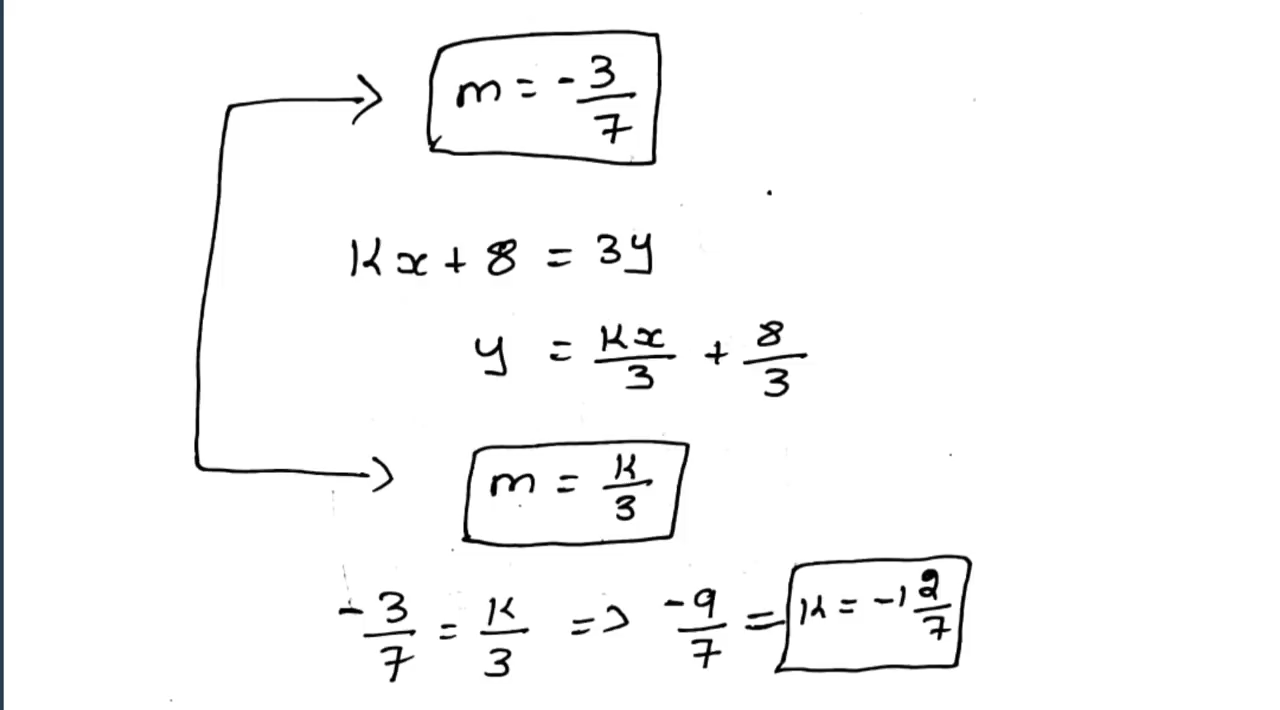 m = -3/7
Kx + 8 = 3y
y = Kx/3 + 8/3
m = K/3
-3/7 = K/3 => -9/7 = K = -1 2/7